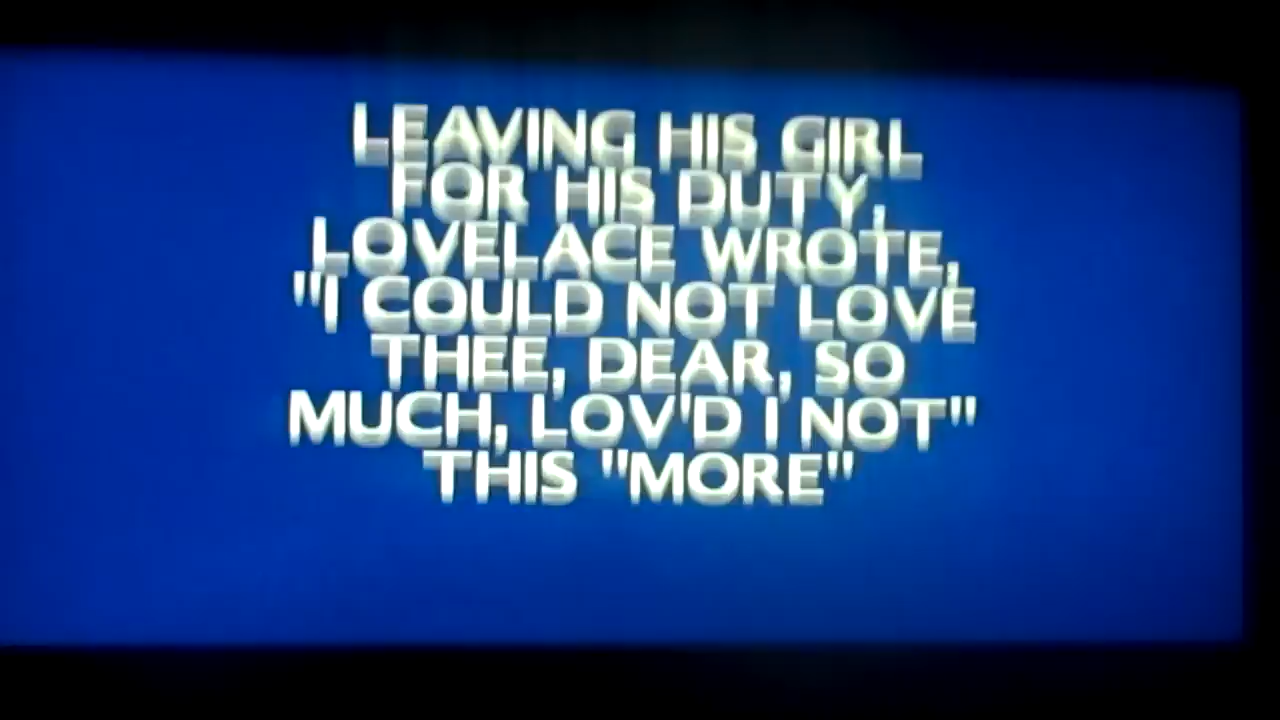 LEAVING HIS GIRL
FOR HIS DUTY,
LOVELACE WROTE,
"I COULD NOT LOVE
THEE, DEAR, SO
MUCH, LOV'D I NOT"
THIS "MORE"